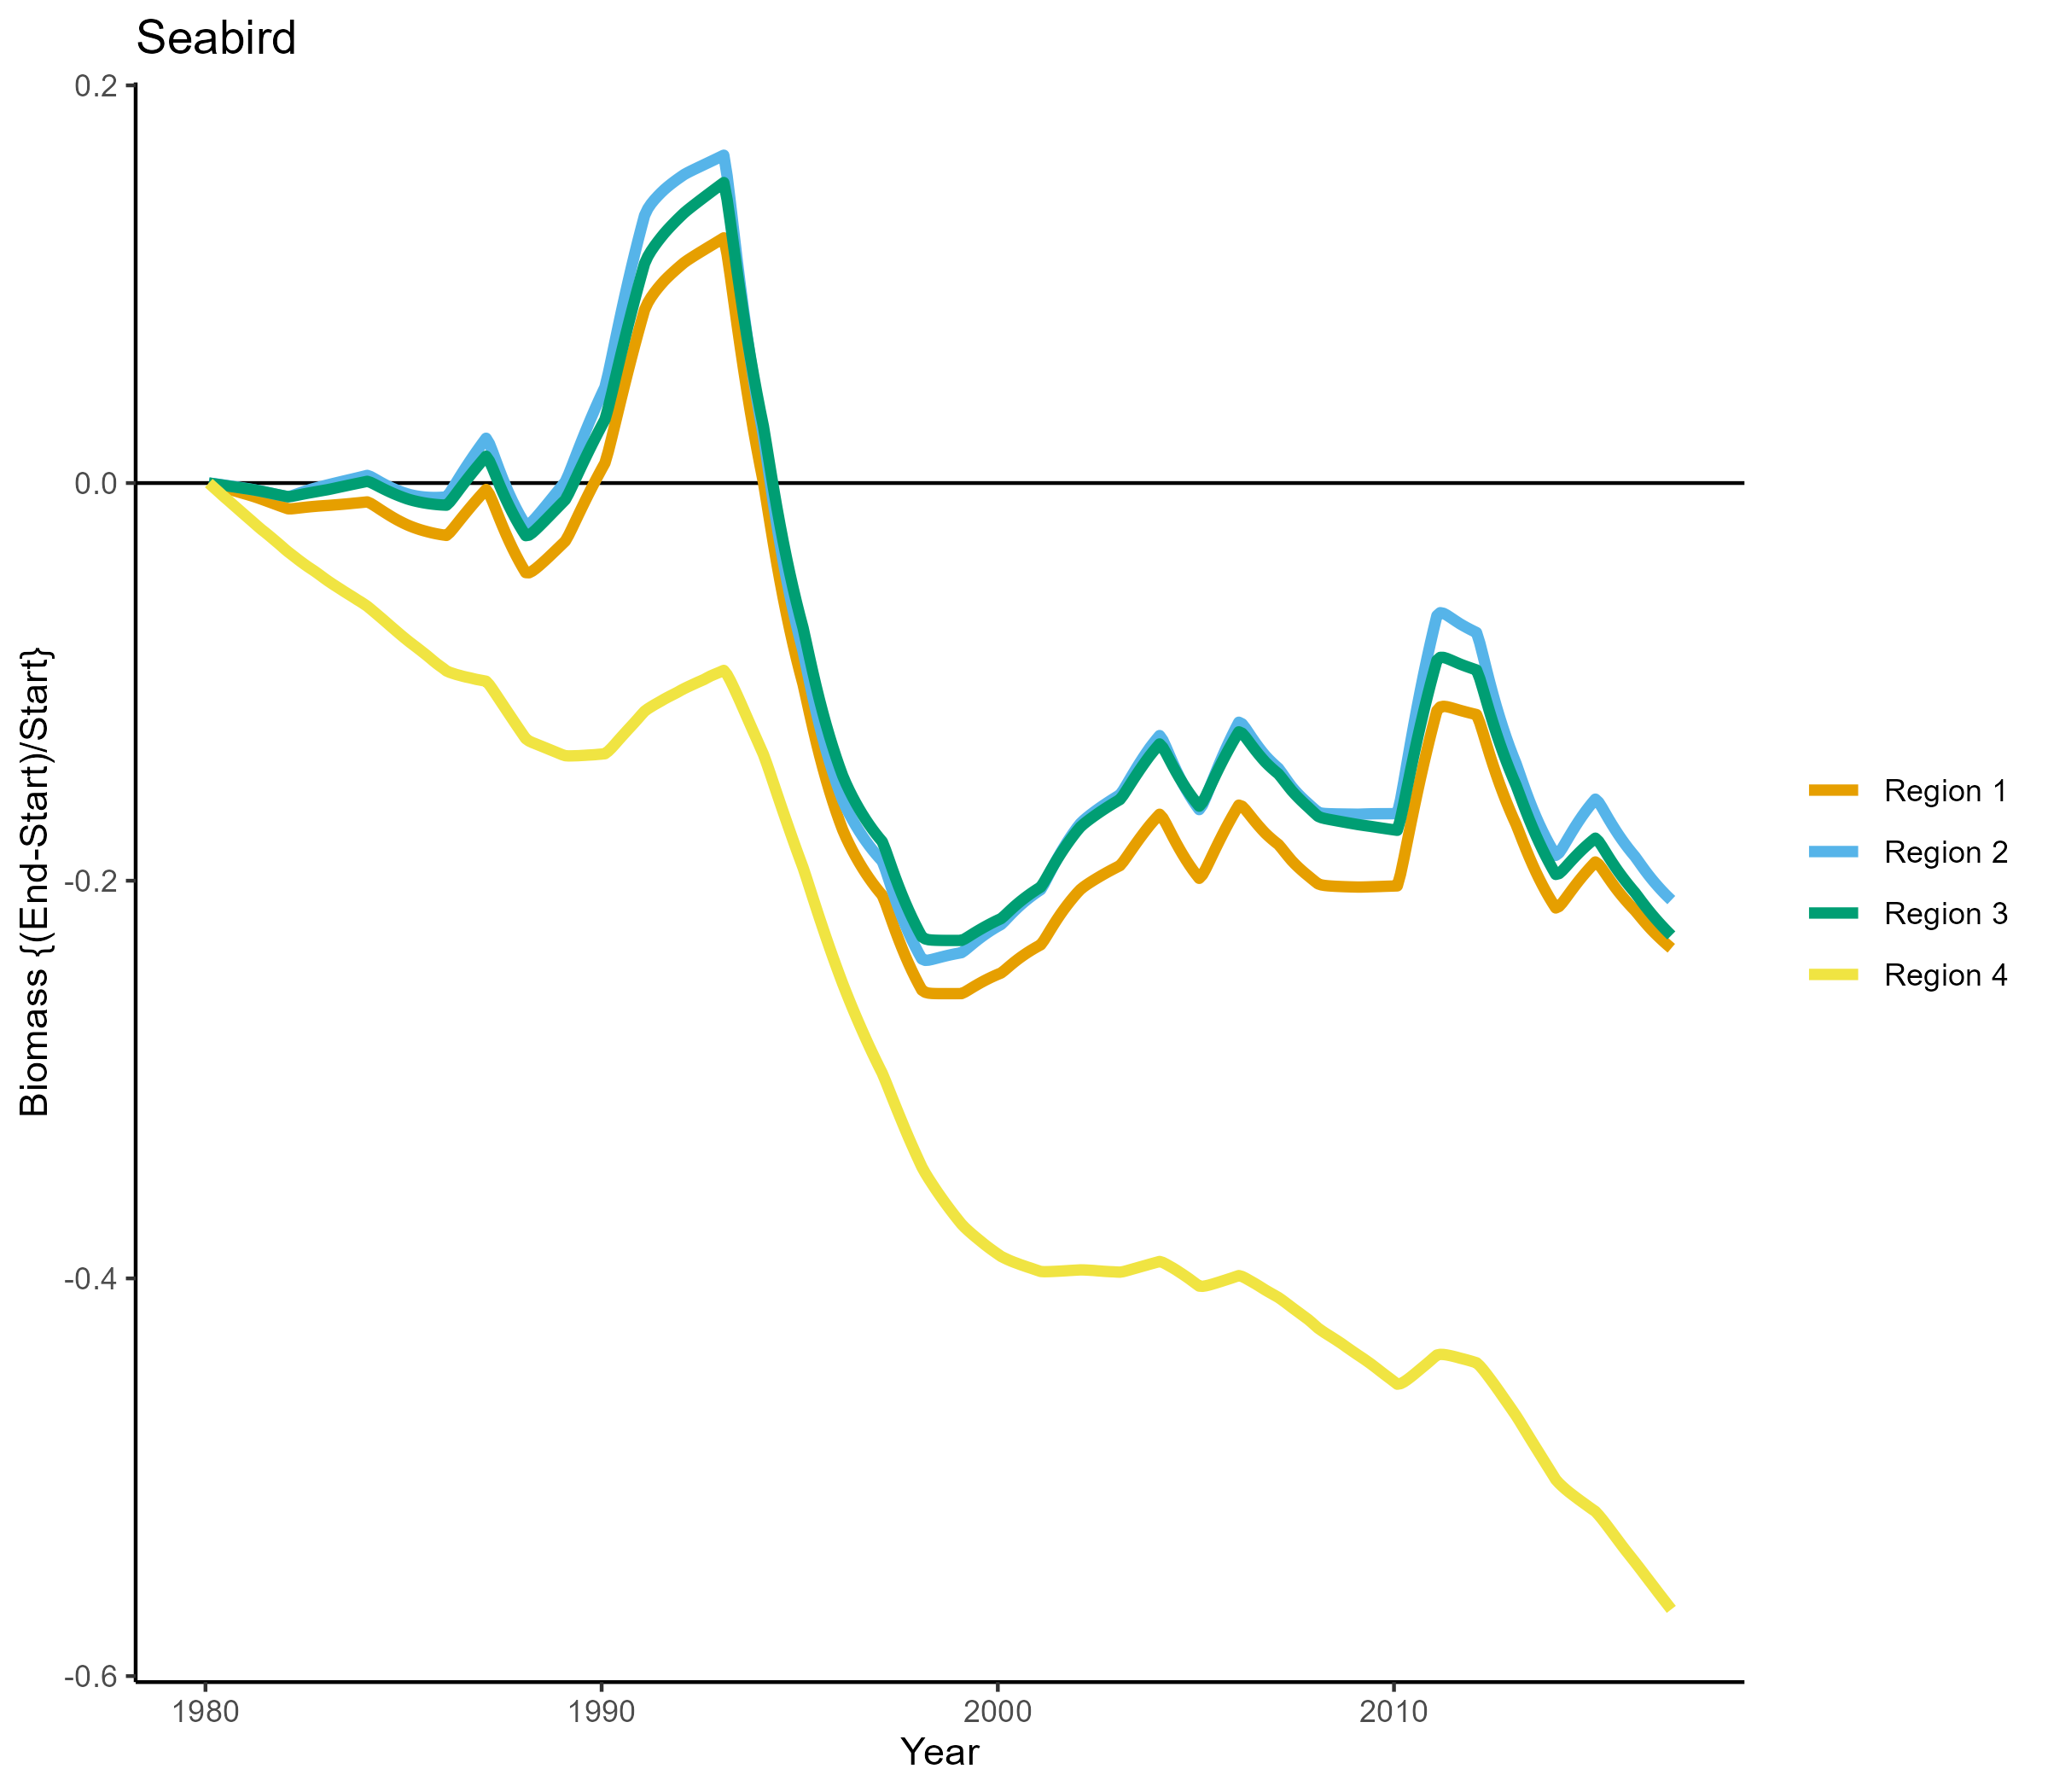 Seabird
0.2
0.0
-0.2
-0.4
-0.6
Biomass {(End-Start)/Start}
1980 1990 2000 2010
Year
Region 1
Region 2
Region 3
Region 4